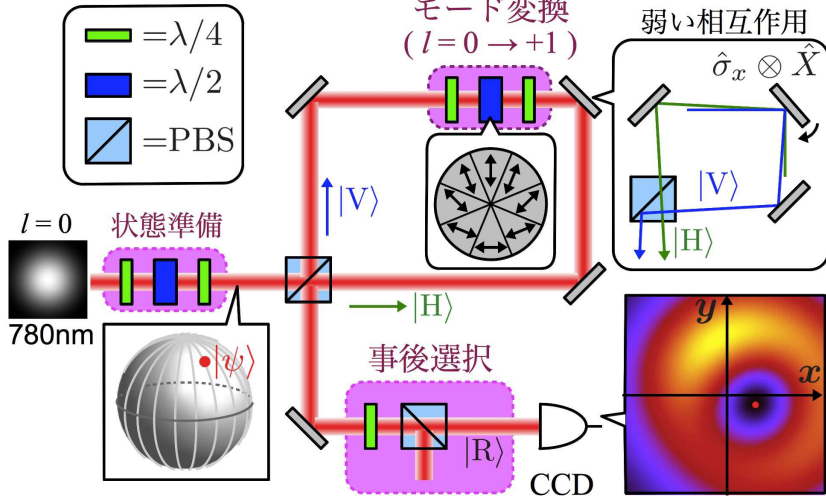 モード変換
( l = 0 → +1 )
弱い相互作用
=λ/4
=λ/2
=PBS
σ̂x ⊗ X̂
|V⟩
|H⟩
l = 0
状態準備
780nm
|V⟩
|H⟩
|ψ⟩
事後選択
|R⟩
CCD
y
x